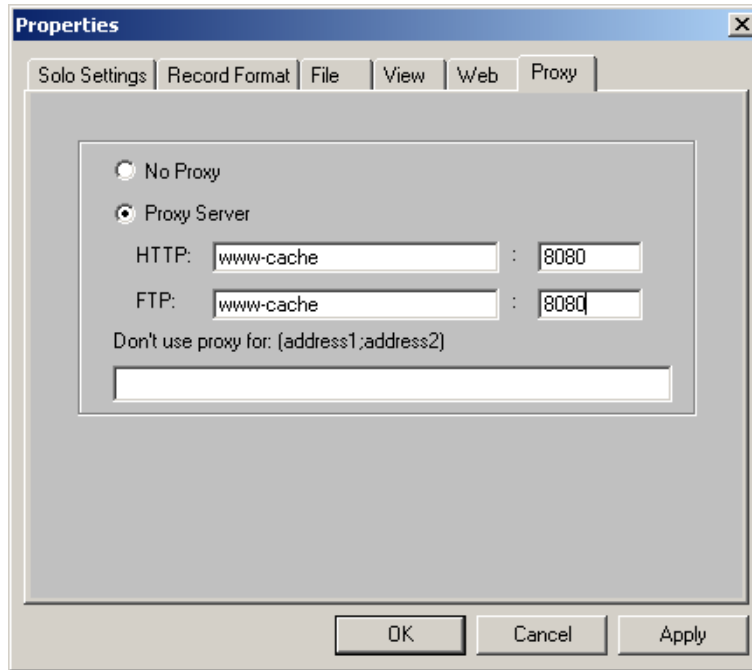 Properties
Solo Settings Record Format File View Web Proxy
No Proxy
Proxy Server
HTTP: www-cache : 8080
FTP: www-cache : 8080
Don't use proxy for: (address1;address2)
OK Cancel Apply